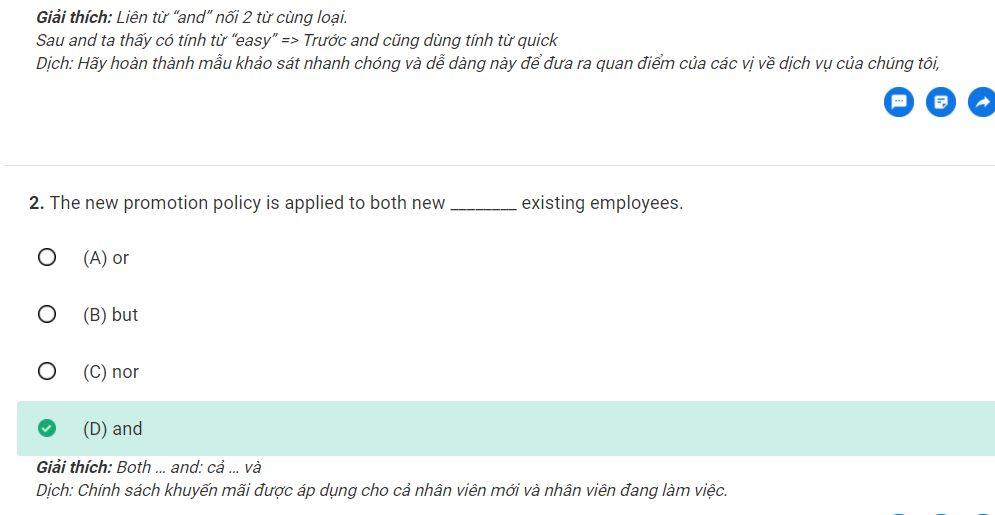 Giải thích: Liên từ “and” nối 2 từ cùng loại.
Sau and ta thấy có tính từ “easy” => Trước and cũng dùng tính từ quick
Dịch: Hãy hoàn thành mẫu khảo sát nhanh chóng và dễ dàng này để đưa ra quan điểm của các vị về dịch vụ của chúng tôi,
2. The new promotion policy is applied to both new ________ existing employees.
(A) or
(B) but
(C) nor
(D) and
Giải thích: Both ... and: cả ... và
Dịch: Chính sách khuyến mãi được áp dụng cho cả nhân viên mới và nhân viên đang làm việc.